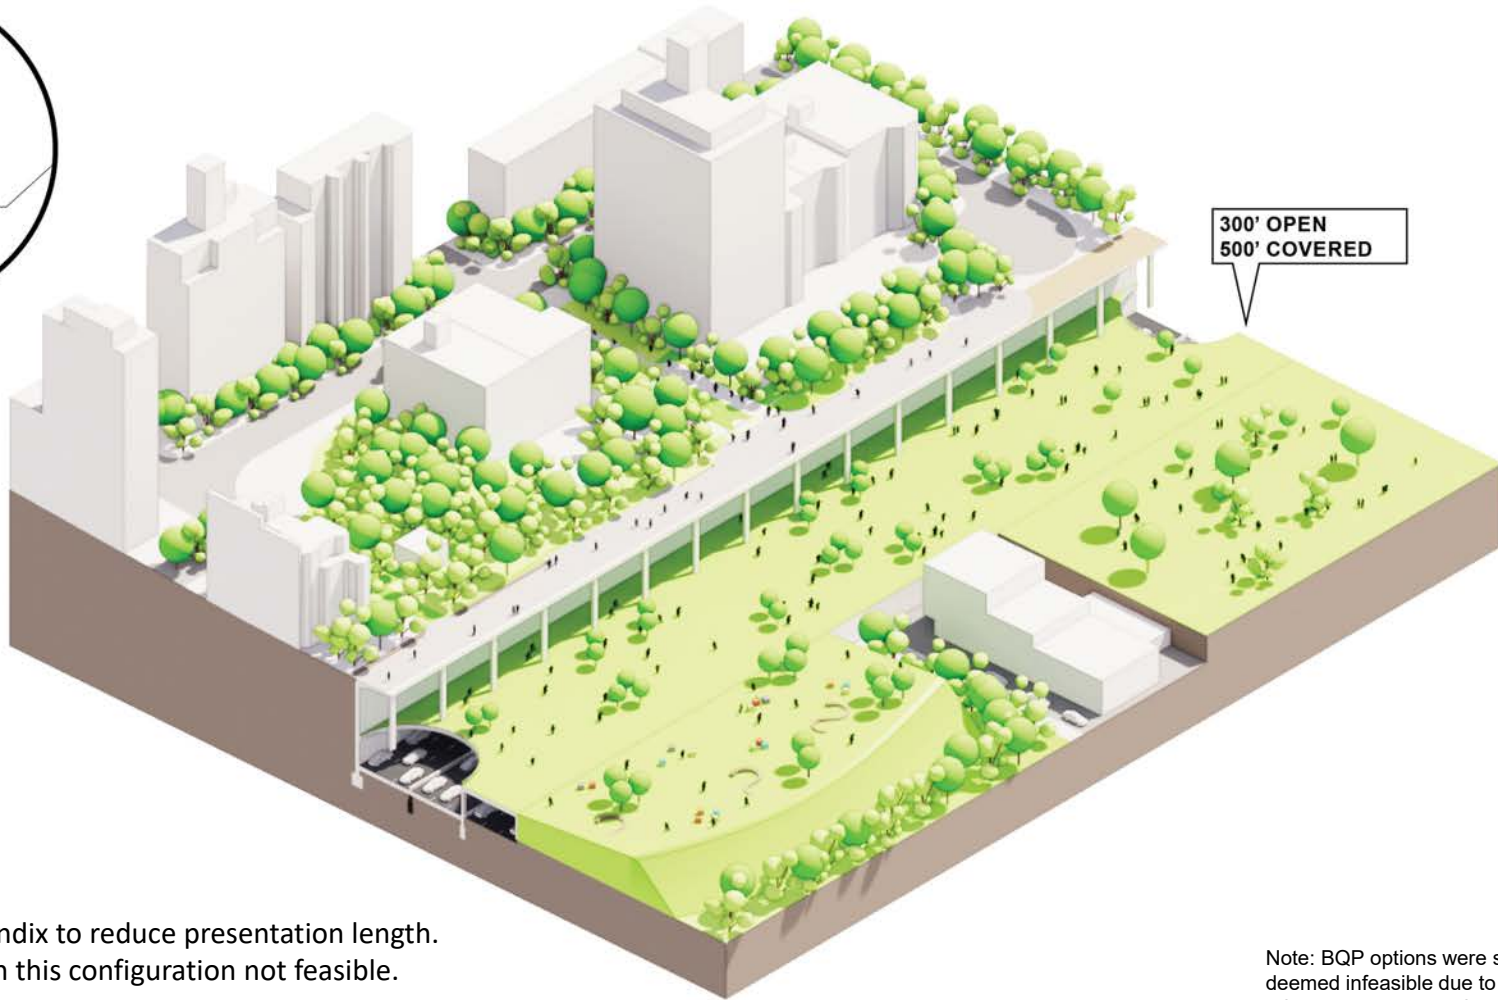 300' OPEN
500' COVERED
ndix to reduce presentation length.
this configuration not feasible.
Note: BQP options were
deemed infeasible due to